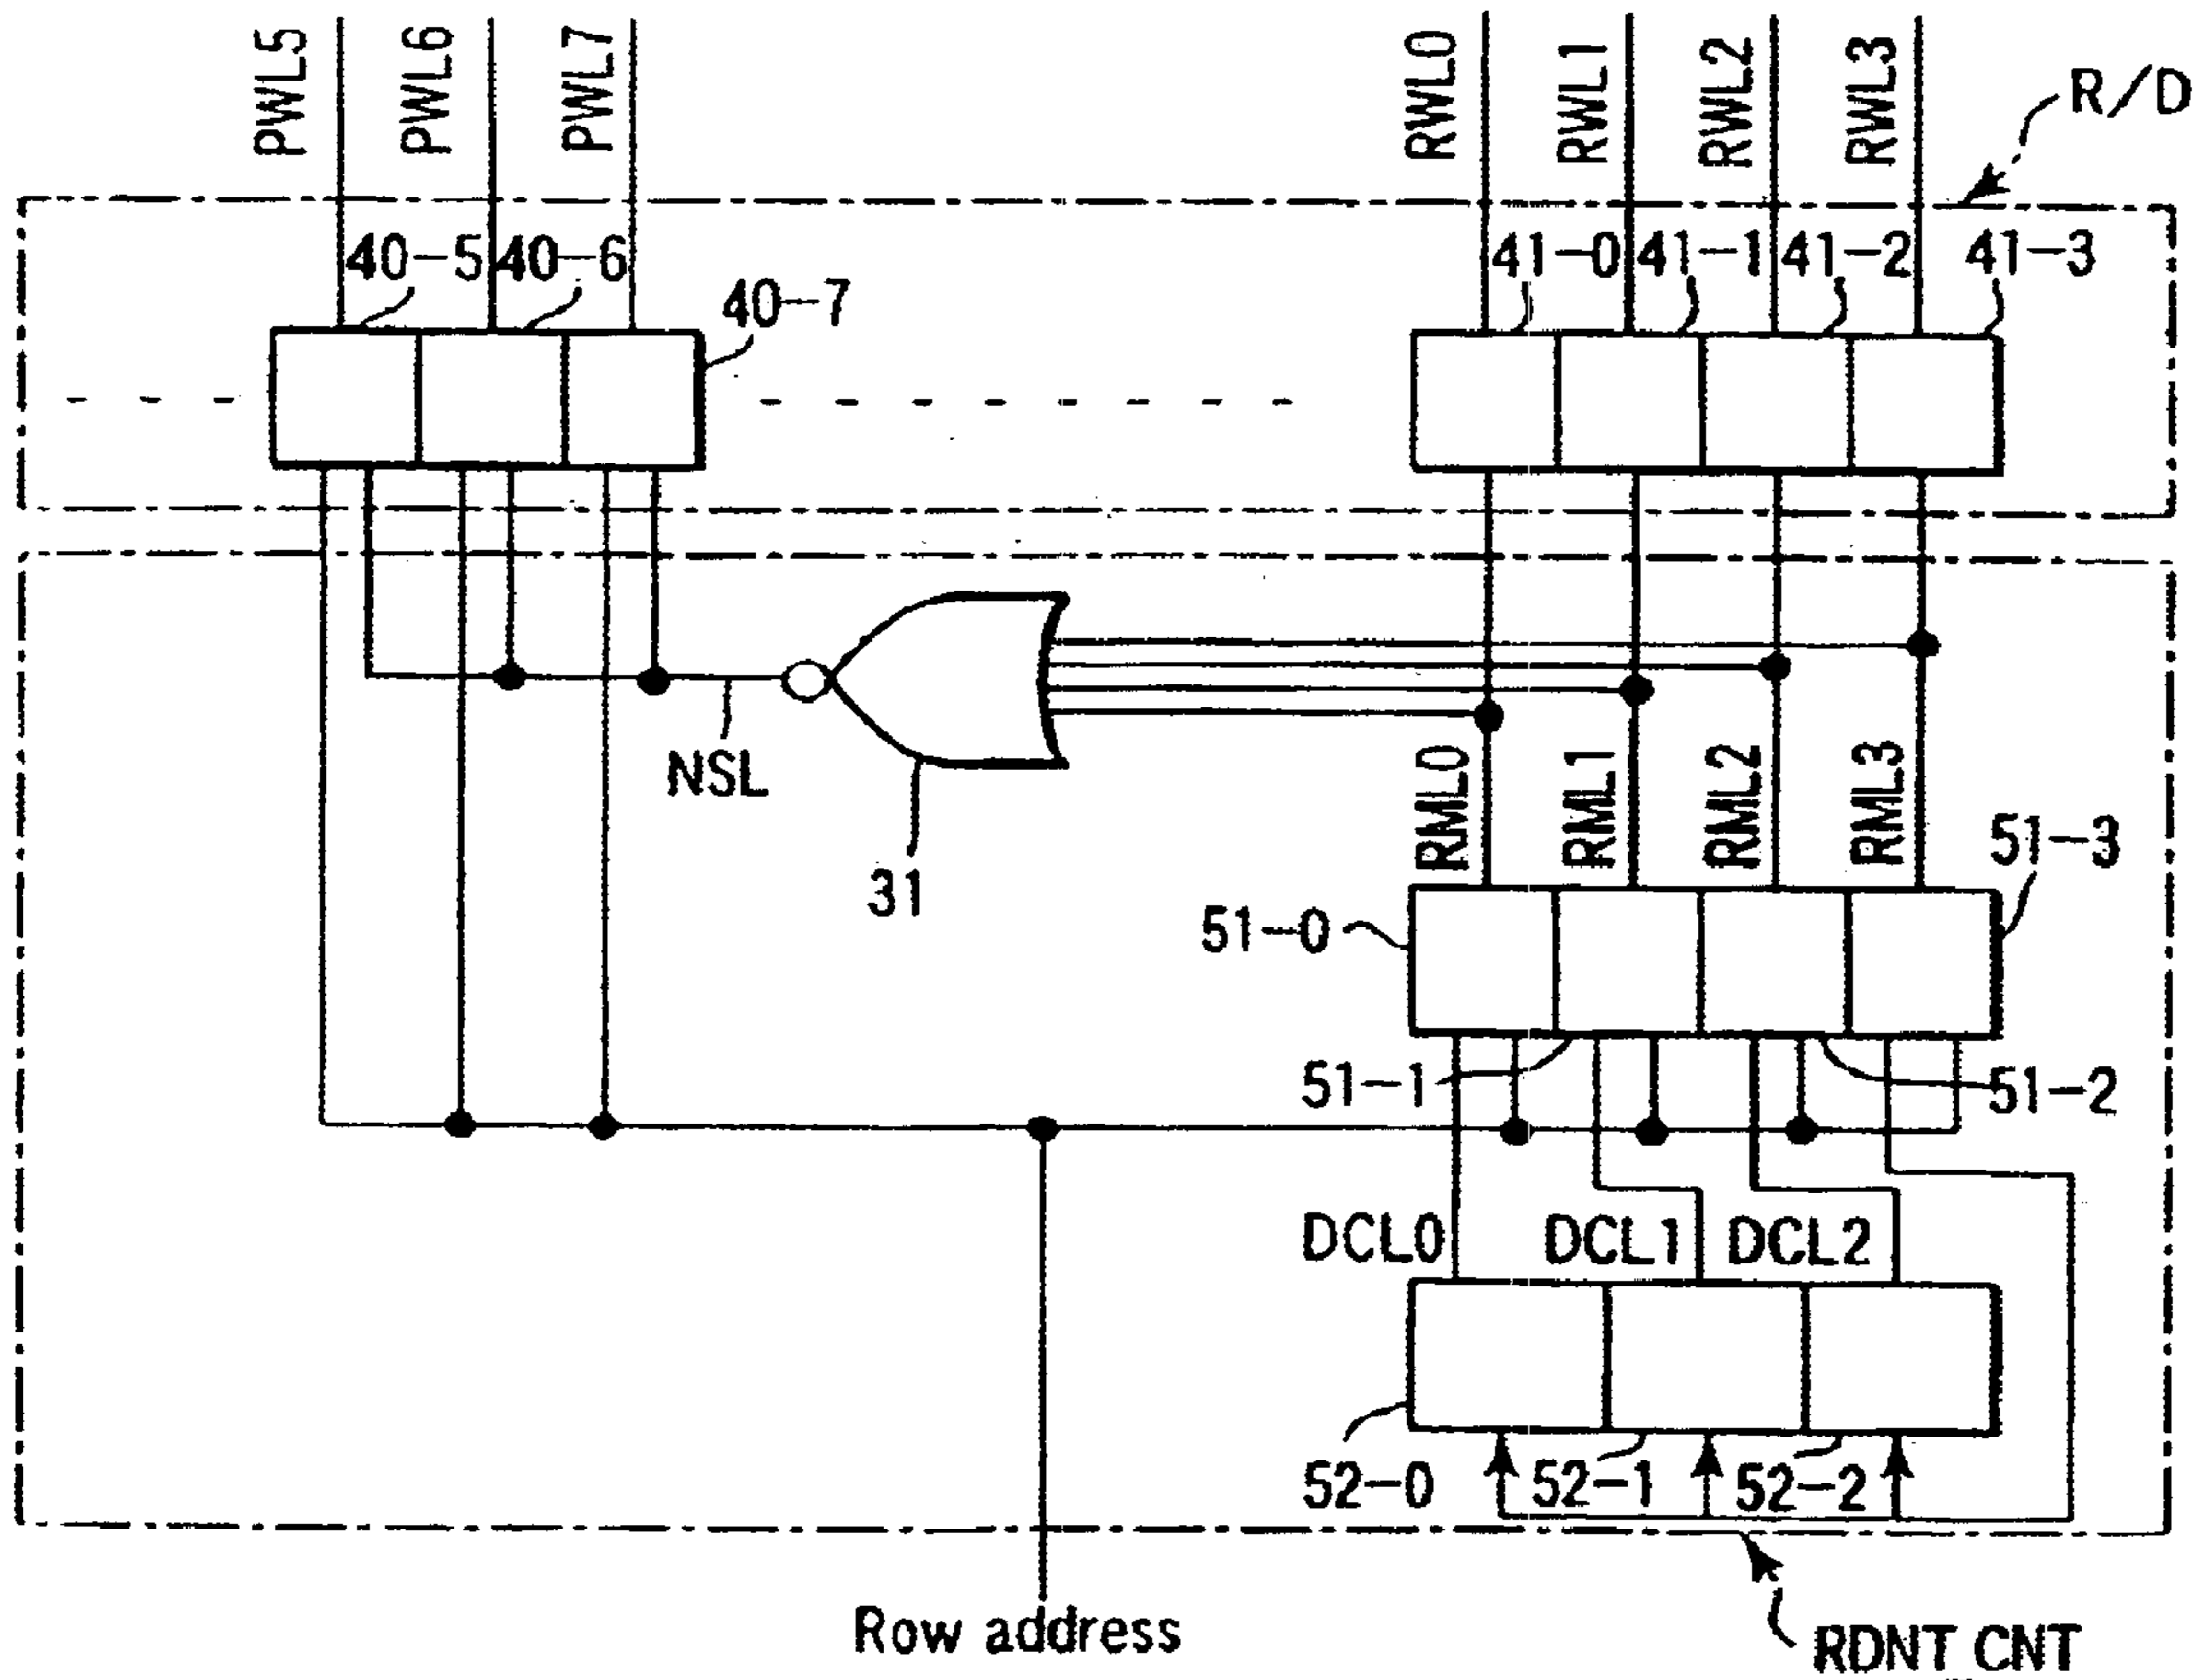 PWL5
PWL6
PWL7
RWL0
RWL1
RWL2
RWL3
R/D
40-5
40-6
40-7
41-0
41-1
41-2
41-3
NSL
31
RML0
RML1
RML2
RML3
51-0
51-3
51-1
51-2
DCL0
DCL1
DCL2
52-0
52-1
52-2
Row address
RDNT CNT